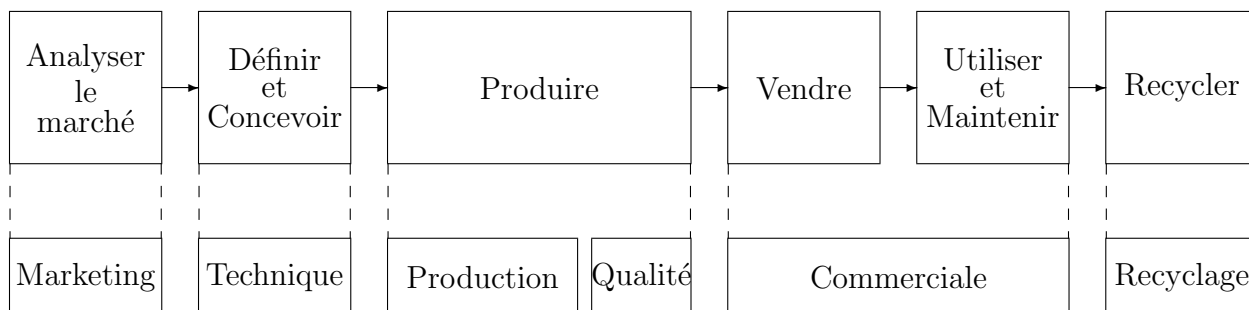 Analyser
le
marché
Définir
et
Concevoir
Produire
Vendre
Utiliser
et
Maintenir
Recycler
Marketing
Technique
Production
Qualité
Commerciale
Recyclage